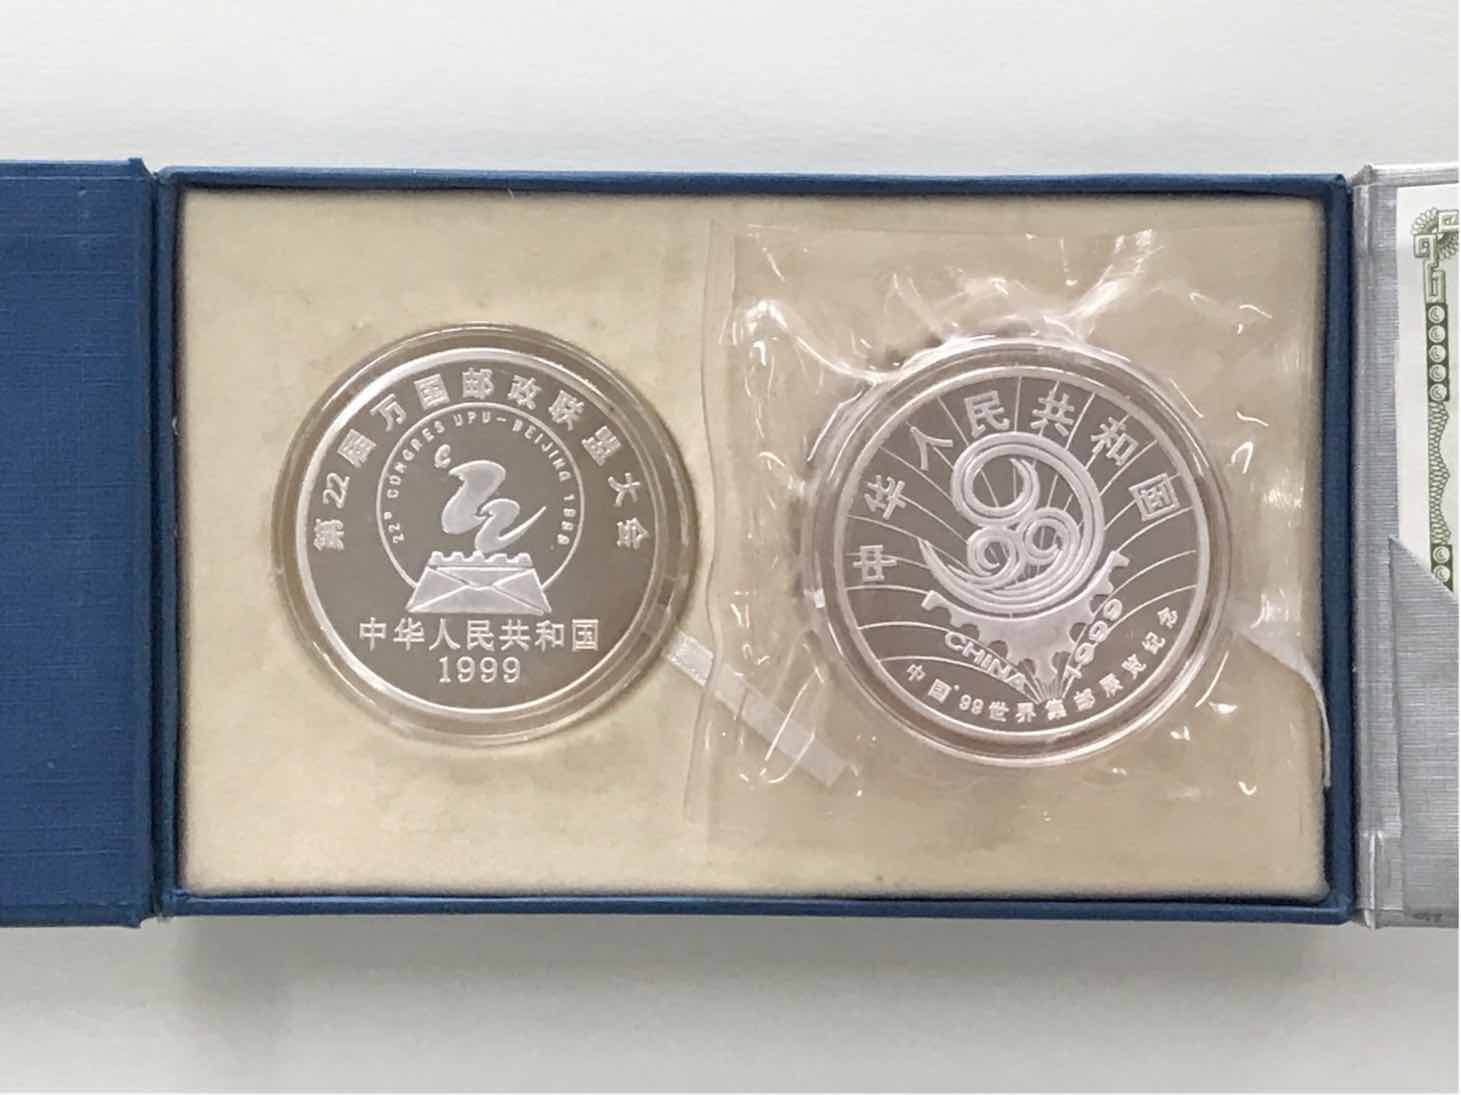 第22届万国邮政联盟大会
22ᵉ CONGRES UPU-BEIJING 1999
中华人民共和国
1999
中华人民共和国
CHINA 1999
中国'99世界集邮展览纪念